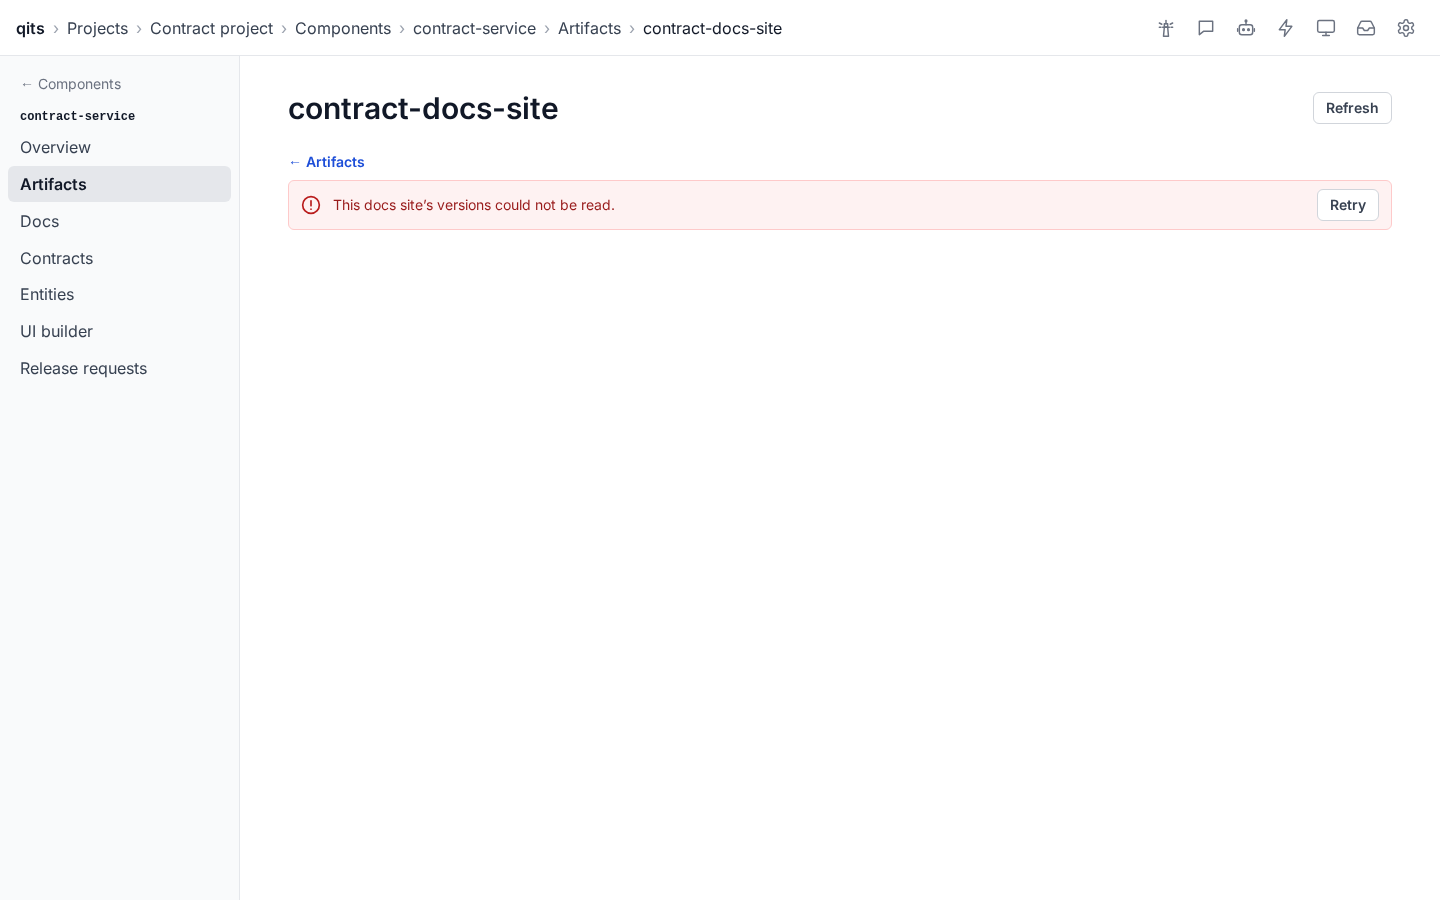 qits › Projects › Contract project › Components › contract-service › Artifacts › contract-docs-site
← Components
contract-service
Overview
Artifacts
Docs
Contracts
Entities
UI builder
Release requests
contract-docs-site
Refresh
← Artifacts
This docs site’s versions could not be read.
Retry